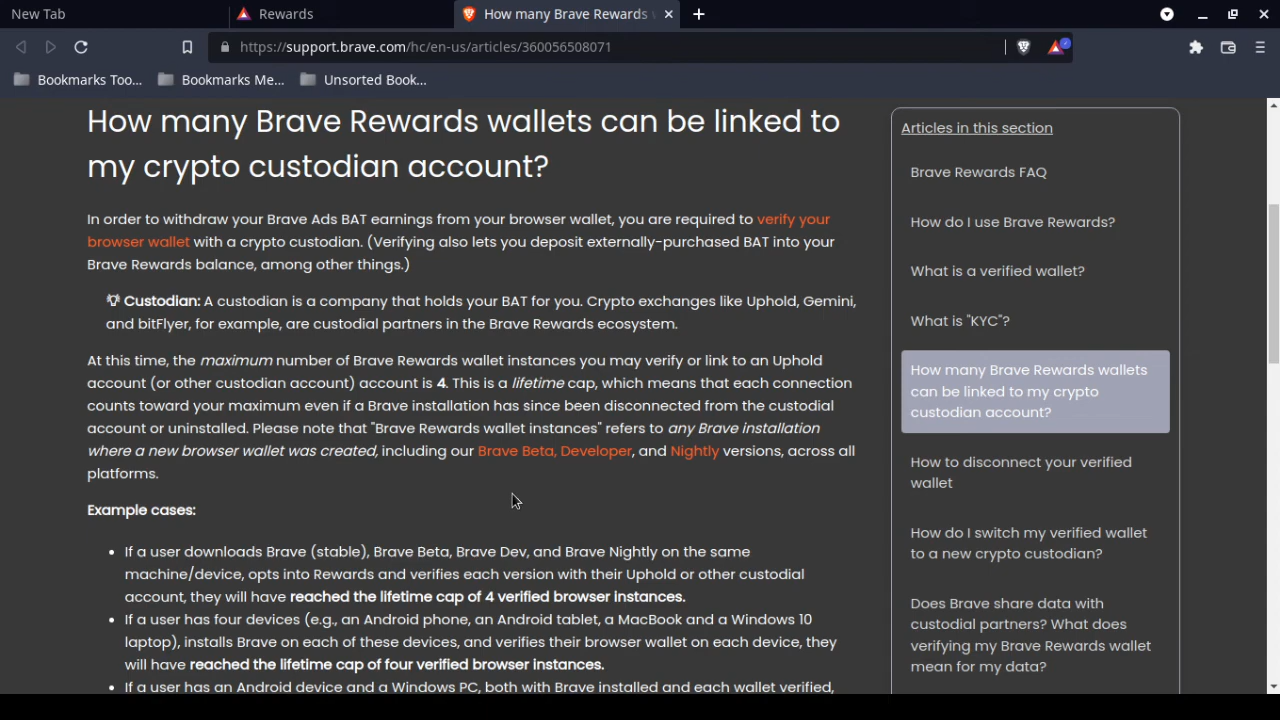 New Tab
Rewards
How many Brave Rewards
https://support.brave.com/hc/en-us/articles/360056508071
Bookmarks Too...
Bookmarks Me...
Unsorted Book...
How many Brave Rewards wallets can be linked to
my crypto custodian account?
In order to withdraw your Brave Ads BAT earnings from your browser wallet, you are required to verify your
browser wallet with a crypto custodian. (Verifying also lets you deposit externally-purchased BAT into your
Brave Rewards balance, among other things.)
Custodian: A custodian is a company that holds your BAT for you. Crypto exchanges like Uphold, Gemini,
and bitFlyer, for example, are custodial partners in the Brave Rewards ecosystem.
At this time, the maximum number of Brave Rewards wallet instances you may verify or link to an Uphold
account (or other custodian account) account is 4. This is a lifetime cap, which means that each connection
counts toward your maximum even if a Brave installation has since been disconnected from the custodial
account or uninstalled. Please note that "Brave Rewards wallet instances" refers to any Brave installation
where a new browser wallet was created, including our Brave Beta, Developer, and Nightly versions, across all
platforms.
Example cases:
• If a user downloads Brave (stable), Brave Beta, Brave Dev, and Brave Nightly on the same
machine/device, opts into Rewards and verifies each version with their Uphold or other custodial
account, they will have reached the lifetime cap of 4 verified browser instances.
• If a user has four devices (e.g., an Android phone, an Android tablet, a MacBook and a Windows 10
laptop), installs Brave on each of these devices, and verifies their browser wallet on each device, they
will have reached the lifetime cap of four verified browser instances.
• If a user has an Android device and a Windows PC, both with Brave installed and each wallet verified,
Articles in this section
Brave Rewards FAQ
How do I use Brave Rewards?
What is a verified wallet?
What is "KYC"?
How many Brave Rewards wallets
can be linked to my crypto
custodian account?
How to disconnect your verified
wallet
How do I switch my verified wallet
to a new crypto custodian?
Does Brave share data with
custodial partners? What does
verifying my Brave Rewards wallet
mean for my data?